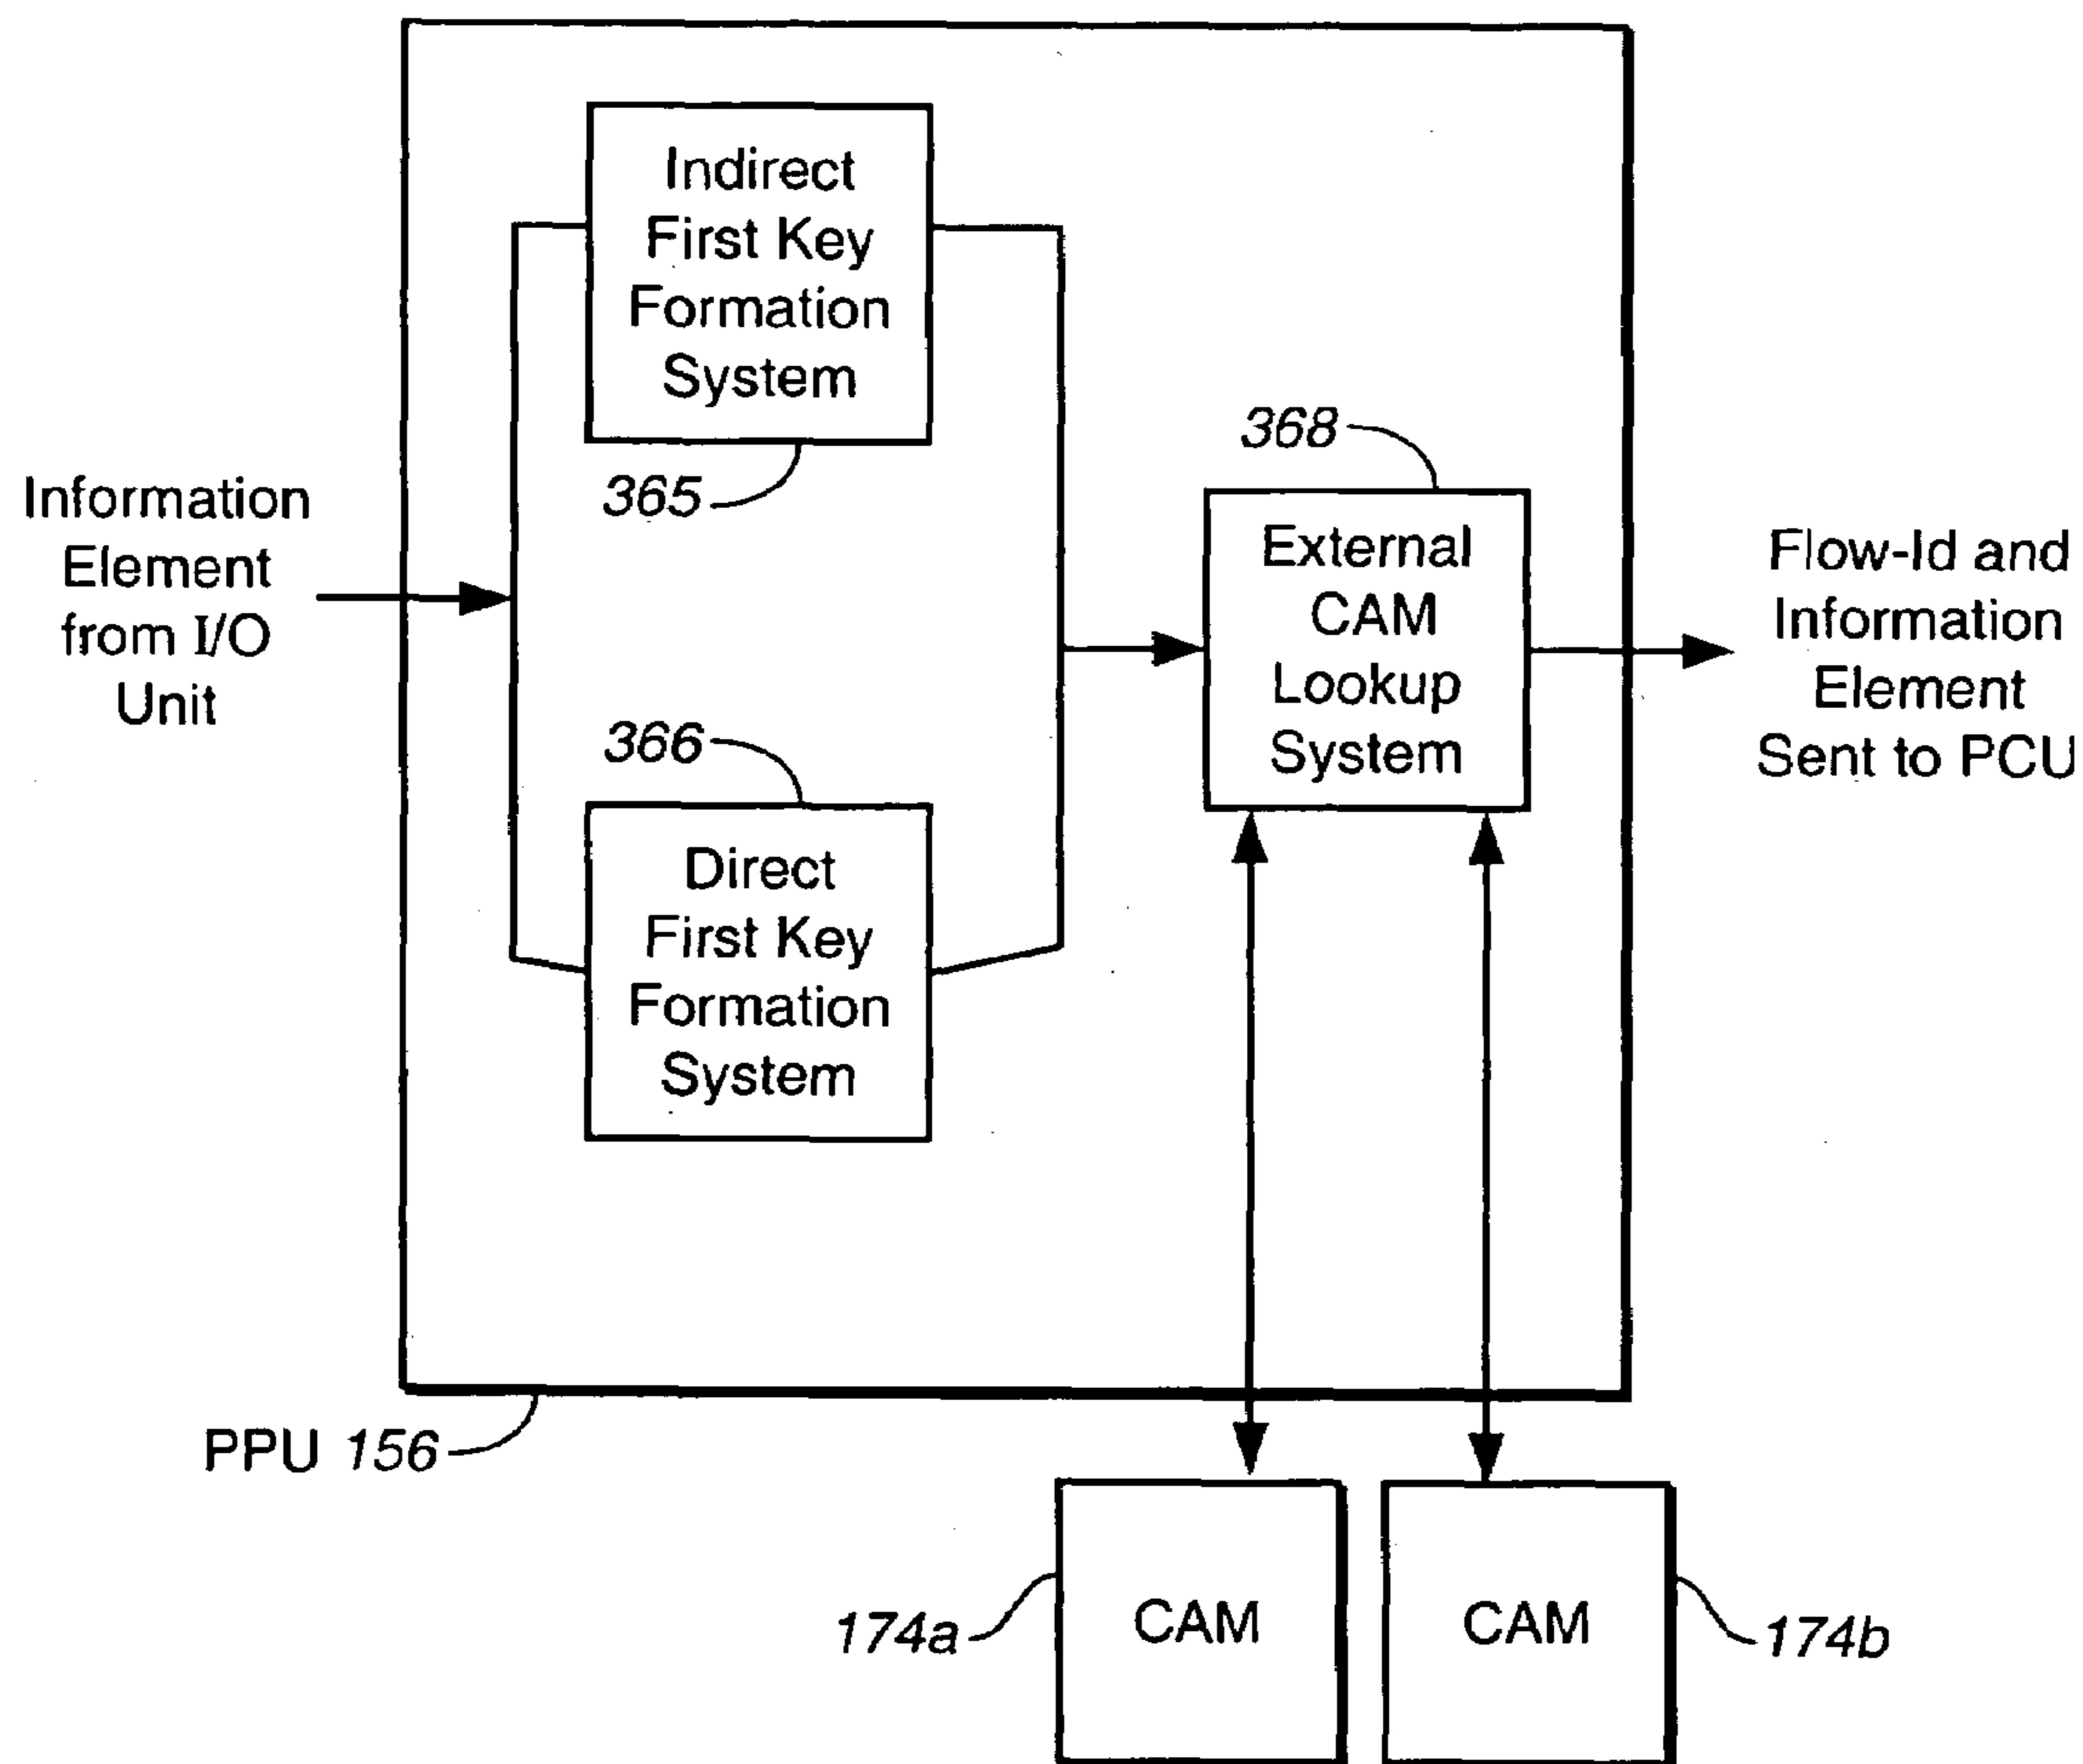 Indirect
First Key
Formation
System
365
368
Information
Element
from I/O
Unit
External
CAM
Lookup
System
Flow-Id and
Information
Element
Sent to PCU
366
Direct
First Key
Formation
System
PPU 156
174a
CAM
CAM
174b